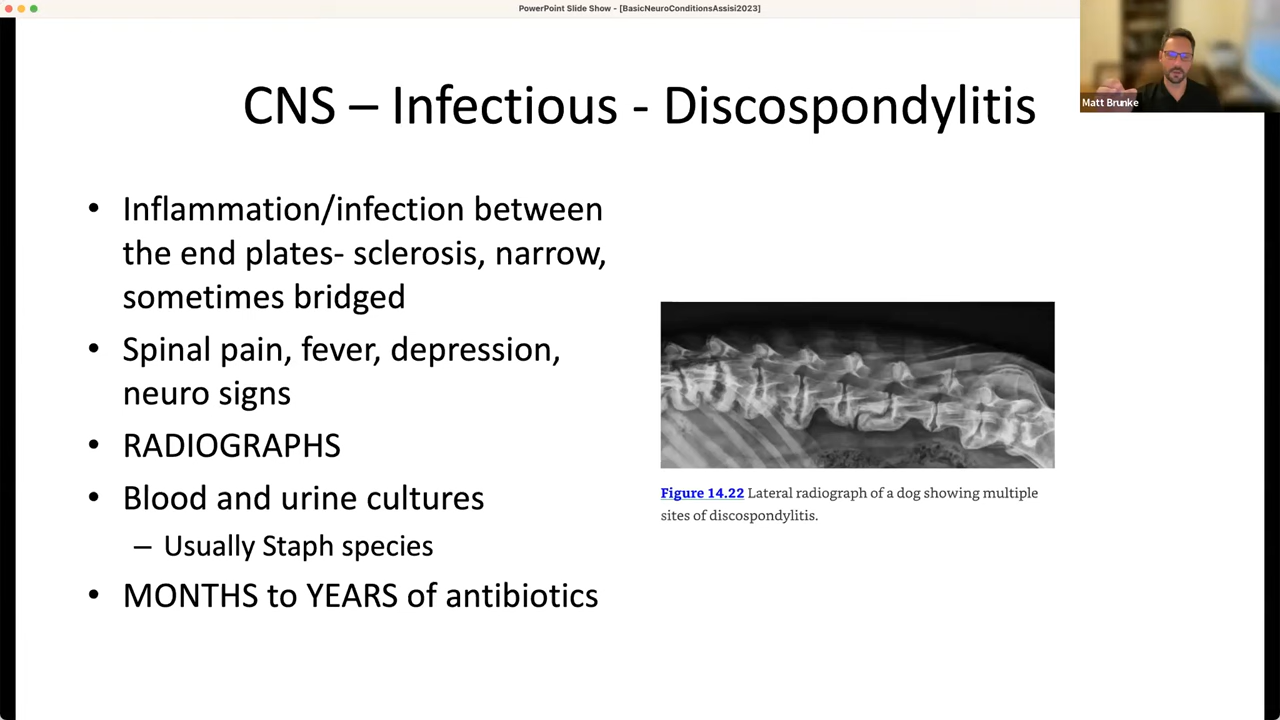 PowerPoint Slide Show - [BasicNeuroConditionsAssisi2023]
Matt Brunke
CNS – Infectious - Discospondylitis
• Inflammation/infection between
the end plates- sclerosis, narrow,
sometimes bridged
• Spinal pain, fever, depression,
neuro signs
• RADIOGRAPHS
• Blood and urine cultures
– Usually Staph species
• MONTHS to YEARS of antibiotics
Figure 14.22 Lateral radiograph of a dog showing multiple
sites of discospondylitis.